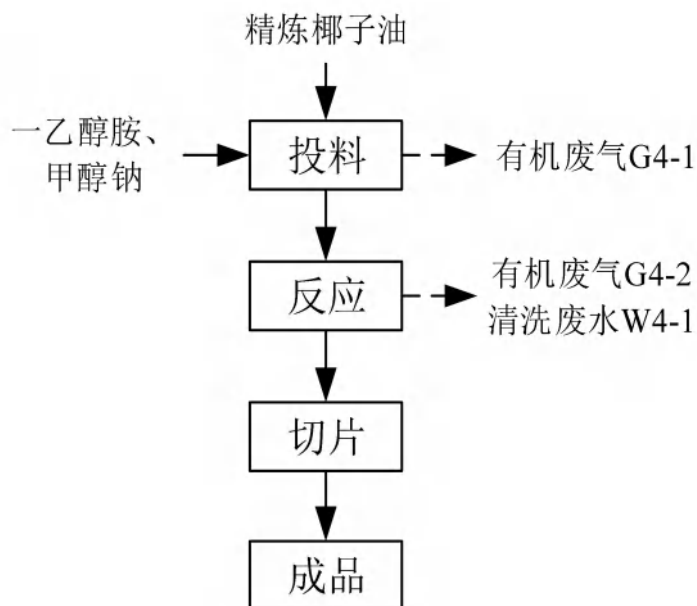 精炼椰子油
一乙醇胺、
甲醇钠
投料
有机废气G4-1
反应
有机废气G4-2
清洗废水W4-1
切片
成品